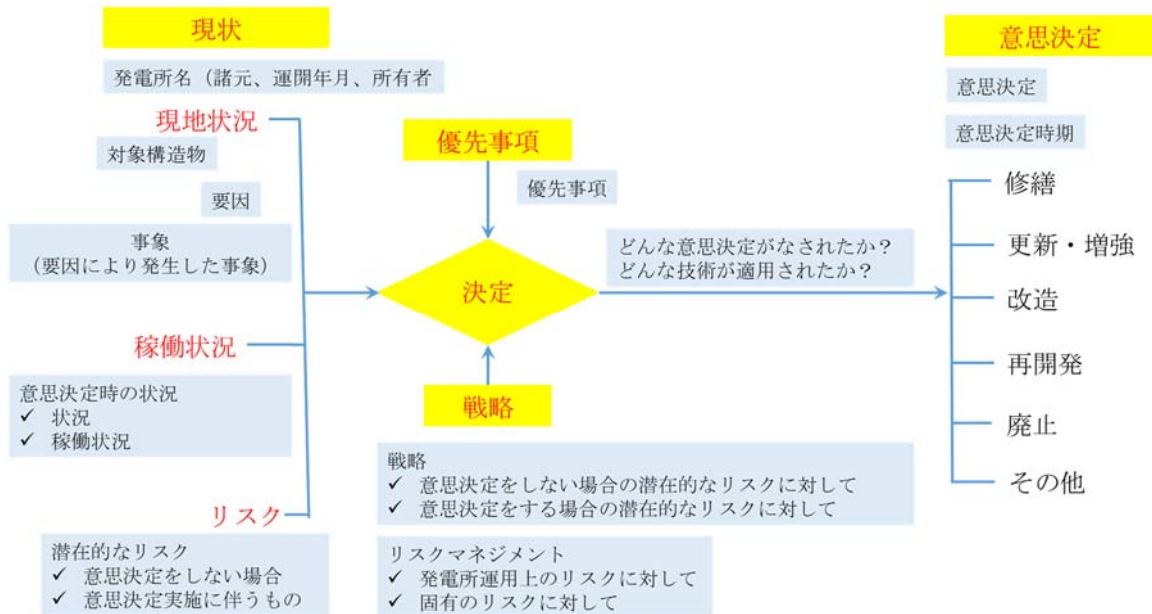 現状
発電所名（諸元、運開年月、所有者
現地状況
対象構造物
要因
事象
（要因により発生した事象）
稼働状況
意思決定時の状況
✓ 状況
✓ 稼働状況
リスク
潜在的なリスク
✓ 意思決定をしない場合
✓ 意思決定実施に伴うもの
優先事項
優先事項
決定
戦略
戦略
✓ 意思決定をしない場合の潜在的なリスクに対して
✓ 意思決定をする場合の潜在的なリスクに対して
リスクマネジメント
✓ 発電所運用上のリスクに対して
✓ 固有のリスクに対して
どんな意思決定がなされたか？
どんな技術が適用されたか？
意思決定
意思決定
意思決定時期
修繕
更新・増強
改造
再開発
廃止
その他